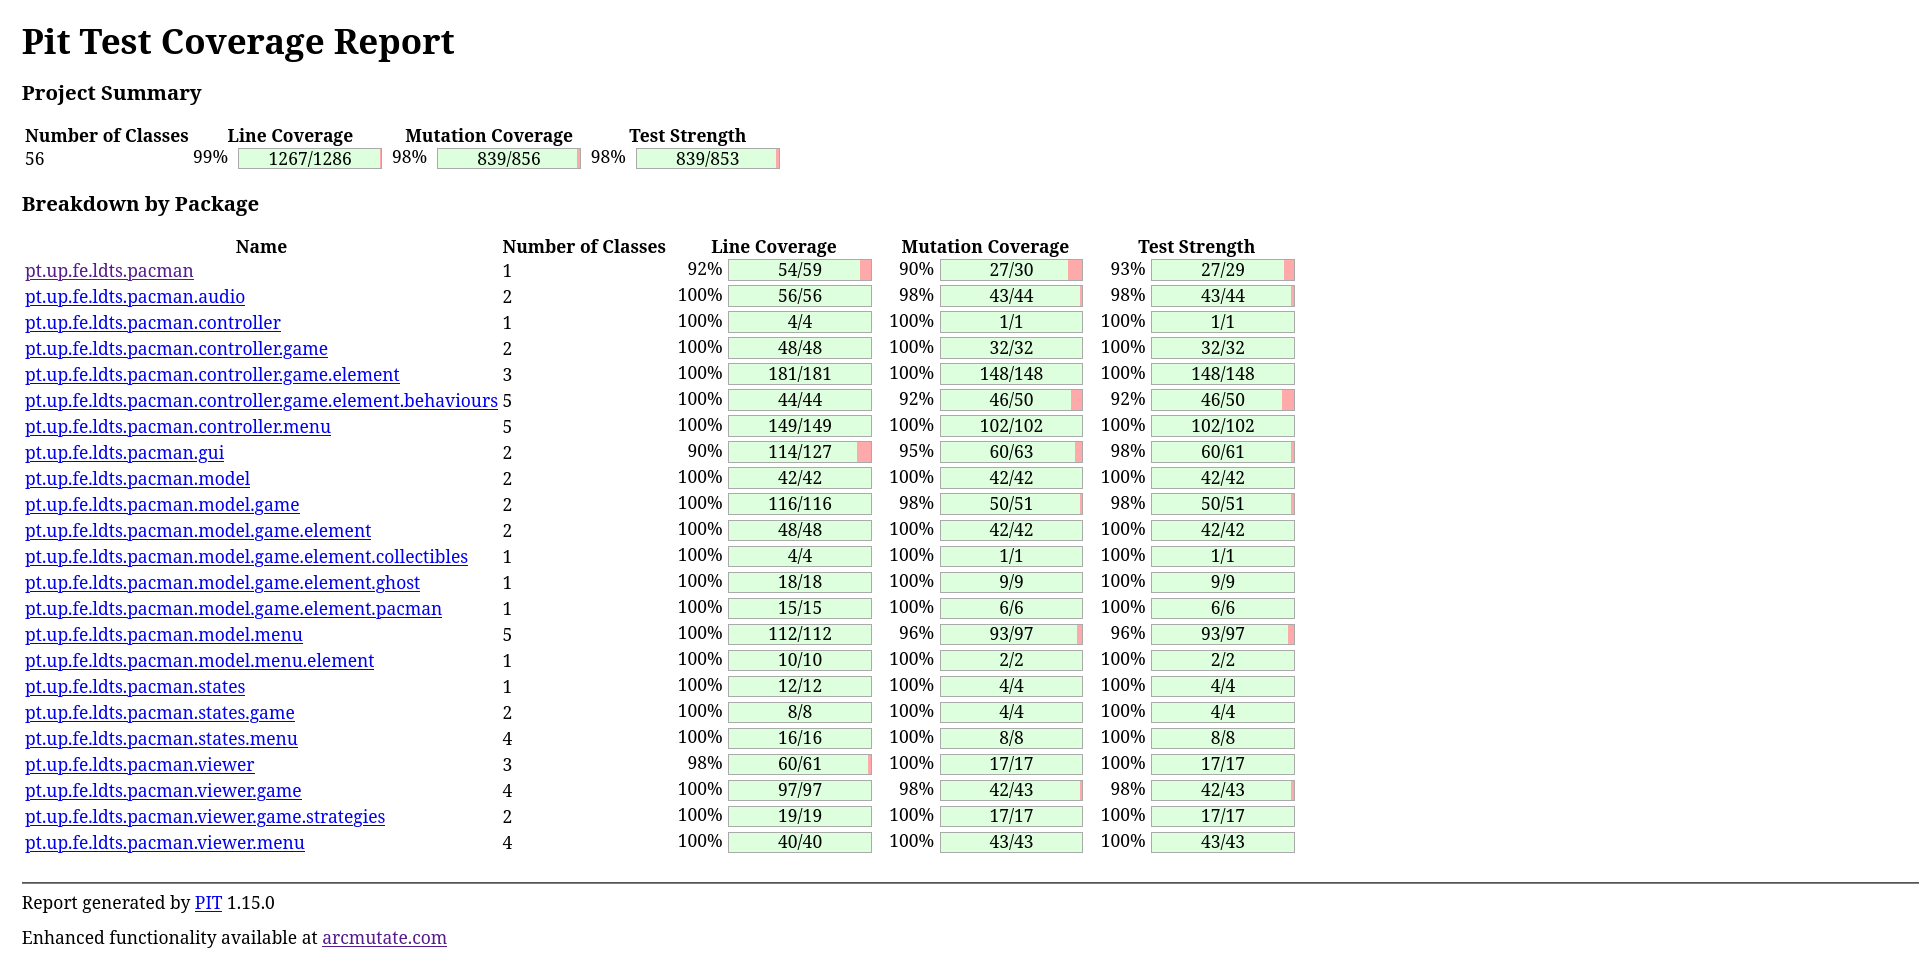 Pit Test Coverage Report
Project Summary
Number of Classes Line Coverage Mutation Coverage Test Strength
56 99% 1267/1286 98% 839/856 98% 839/853
Breakdown by Package
Name Number of Classes Line Coverage Mutation Coverage Test Strength
pt.up.fe.ldts.pacman 1 92% 54/59 90% 27/30 93% 27/29
pt.up.fe.ldts.pacman.audio 2 100% 56/56 98% 43/44 98% 43/44
pt.up.fe.ldts.pacman.controller 1 100% 4/4 100% 1/1 100% 1/1
pt.up.fe.ldts.pacman.controller.game 2 100% 48/48 100% 32/32 100% 32/32
pt.up.fe.ldts.pacman.controller.game.element 3 100% 181/181 100% 148/148 100% 148/148
pt.up.fe.ldts.pacman.controller.game.element.behaviours 5 100% 44/44 92% 46/50 92% 46/50
pt.up.fe.ldts.pacman.controller.menu 5 100% 149/149 100% 102/102 100% 102/102
pt.up.fe.ldts.pacman.gui 2 90% 114/127 95% 60/63 98% 60/61
pt.up.fe.ldts.pacman.model 2 100% 42/42 100% 42/42 100% 42/42
pt.up.fe.ldts.pacman.model.game 2 100% 116/116 98% 50/51 98% 50/51
pt.up.fe.ldts.pacman.model.game.element 2 100% 48/48 100% 42/42 100% 42/42
pt.up.fe.ldts.pacman.model.game.element.collectibles 1 100% 4/4 100% 1/1 100% 1/1
pt.up.fe.ldts.pacman.model.game.element.ghost 1 100% 18/18 100% 9/9 100% 9/9
pt.up.fe.ldts.pacman.model.game.element.pacman 1 100% 15/15 100% 6/6 100% 6/6
pt.up.fe.ldts.pacman.model.menu 5 100% 112/112 96% 93/97 96% 93/97
pt.up.fe.ldts.pacman.model.menu.element 1 100% 10/10 100% 2/2 100% 2/2
pt.up.fe.ldts.pacman.states 1 100% 12/12 100% 4/4 100% 4/4
pt.up.fe.ldts.pacman.states.game 2 100% 8/8 100% 4/4 100% 4/4
pt.up.fe.ldts.pacman.states.menu 4 100% 16/16 100% 8/8 100% 8/8
pt.up.fe.ldts.pacman.viewer 3 98% 60/61 100% 17/17 100% 17/17
pt.up.fe.ldts.pacman.viewer.game 4 100% 97/97 98% 42/43 98% 42/43
pt.up.fe.ldts.pacman.viewer.game.strategies 2 100% 19/19 100% 17/17 100% 17/17
pt.up.fe.ldts.pacman.viewer.menu 4 100% 40/40 100% 43/43 100% 43/43
Report generated by PIT 1.15.0
Enhanced functionality available at arcmutate.com